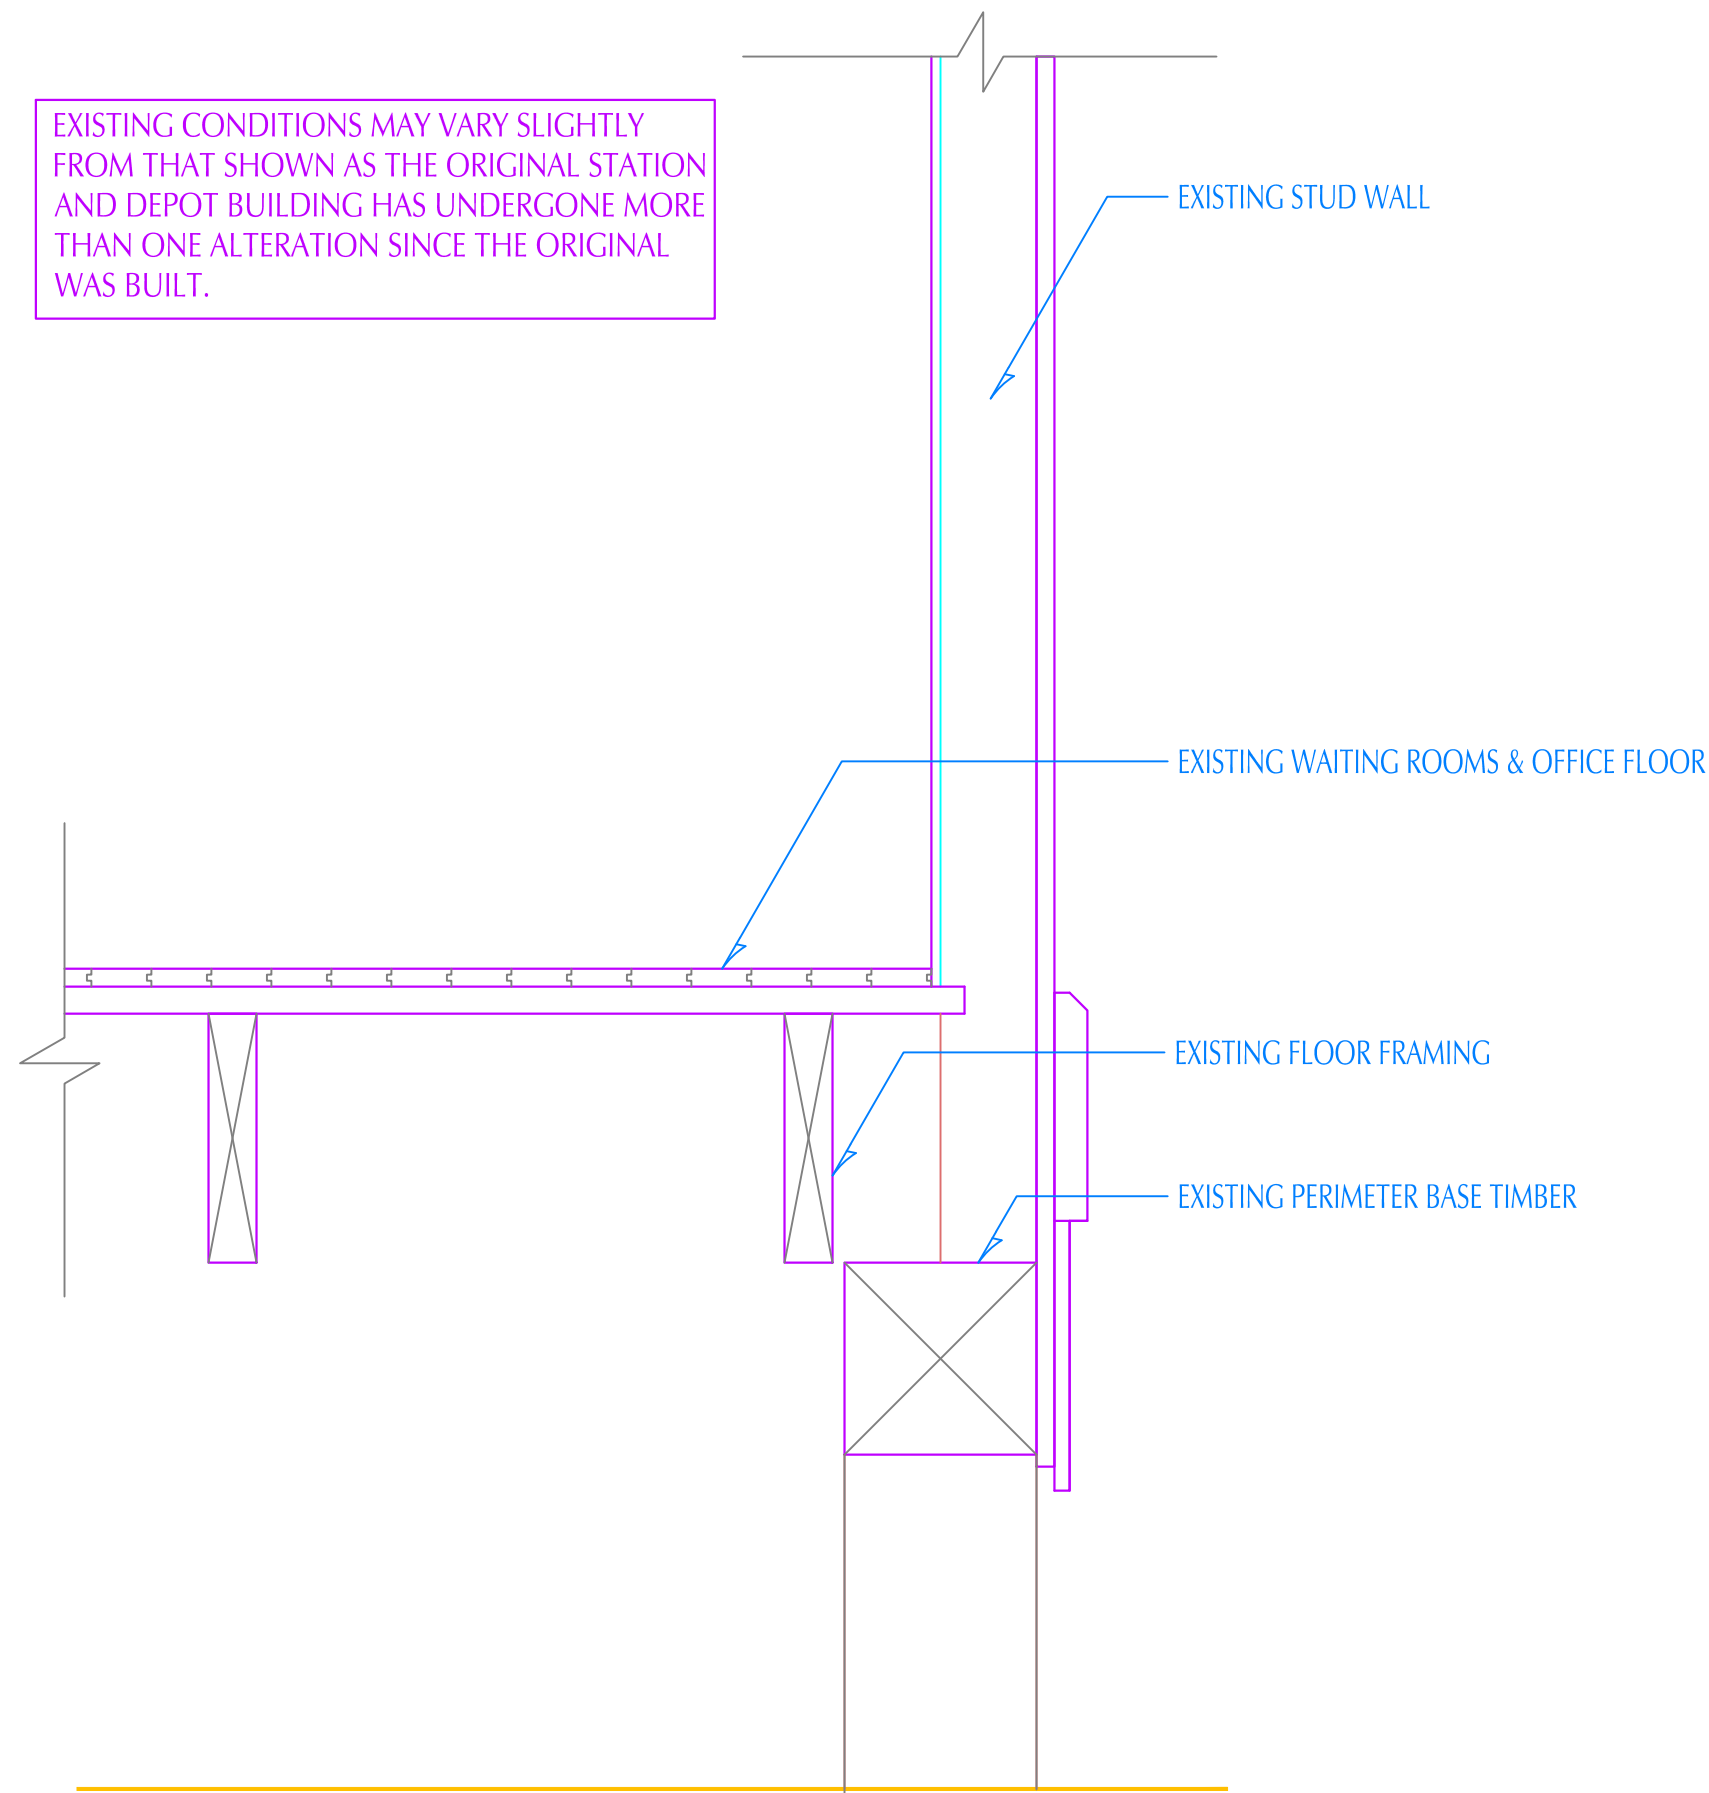 EXISTING CONDITIONS MAY VARY SLIGHTLY
FROM THAT SHOWN AS THE ORIGINAL STATION
AND DEPOT BUILDING HAS UNDERGONE MORE
THAN ONE ALTERATION SINCE THE ORIGINAL
WAS BUILT.
EXISTING STUD WALL
EXISTING WAITING ROOMS & OFFICE FLOOR
EXISTING FLOOR FRAMING
EXISTING PERIMETER BASE TIMBER